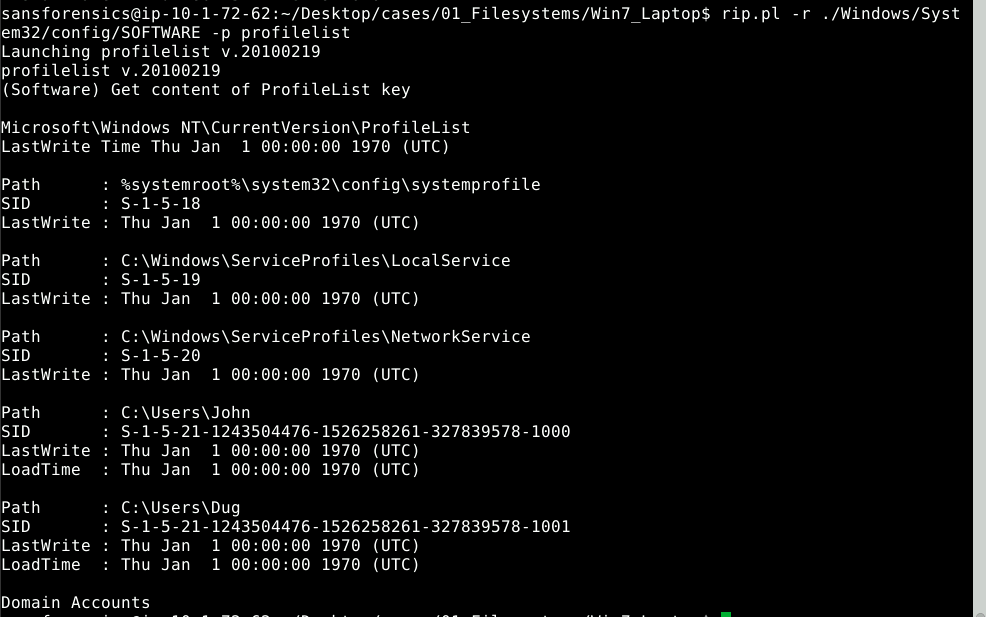 sansforensics@ip-10-1-72-62:~/Desktop/cases/01_Filesystems/Win7_Laptop$ rip.pl -r ./Windows/Syst
em32/config/SOFTWARE -p profilelist
Launching profilelist v.20100219
profilelist v.20100219
(Software) Get content of ProfileList key
Microsoft\Windows NT\CurrentVersion\ProfileList
LastWrite Time Thu Jan  1 00:00:00 1970 (UTC)
Path      : %systemroot%\system32\config\systemprofile
SID       : S-1-5-18
LastWrite : Thu Jan  1 00:00:00 1970 (UTC)
Path      : C:\Windows\ServiceProfiles\LocalService
SID       : S-1-5-19
LastWrite : Thu Jan  1 00:00:00 1970 (UTC)
Path      : C:\Windows\ServiceProfiles\NetworkService
SID       : S-1-5-20
LastWrite : Thu Jan  1 00:00:00 1970 (UTC)
Path      : C:\Users\John
SID       : S-1-5-21-1243504476-1526258261-327839578-1000
LastWrite : Thu Jan  1 00:00:00 1970 (UTC)
LoadTime  : Thu Jan  1 00:00:00 1970 (UTC)
Path      : C:\Users\Dug
SID       : S-1-5-21-1243504476-1526258261-327839578-1001
LastWrite : Thu Jan  1 00:00:00 1970 (UTC)
LoadTime  : Thu Jan  1 00:00:00 1970 (UTC)
Domain Accounts